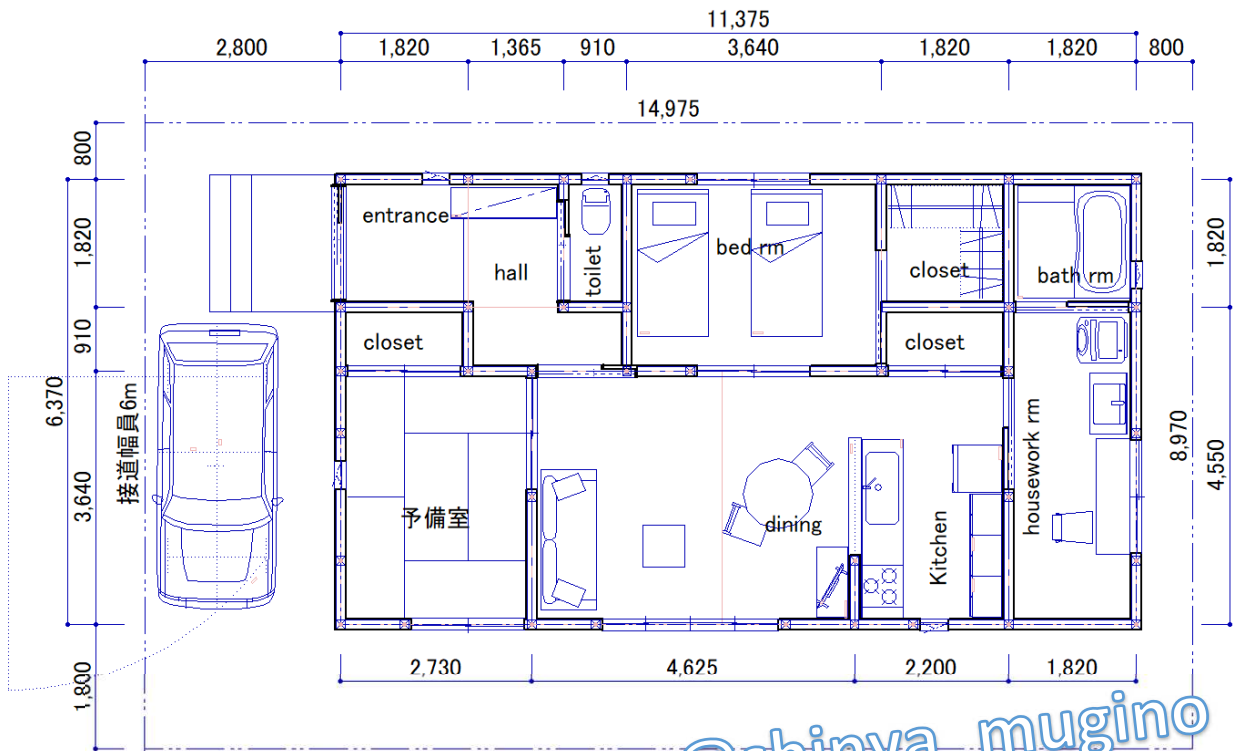 11,375
2,800 1,820 1,365 910 3,640 1,820 1,820 800
14,975
800
1,820
910
6,370
3,640
1,800
接道幅員6m
entrance
hall
toilet
bed rm
closet
bath rm
closet
closet
予備室
dining
Kitchen
housework rm
1,820
8,970
4,550
2,730 4,625 2,200 1,820
@shinya_mugino